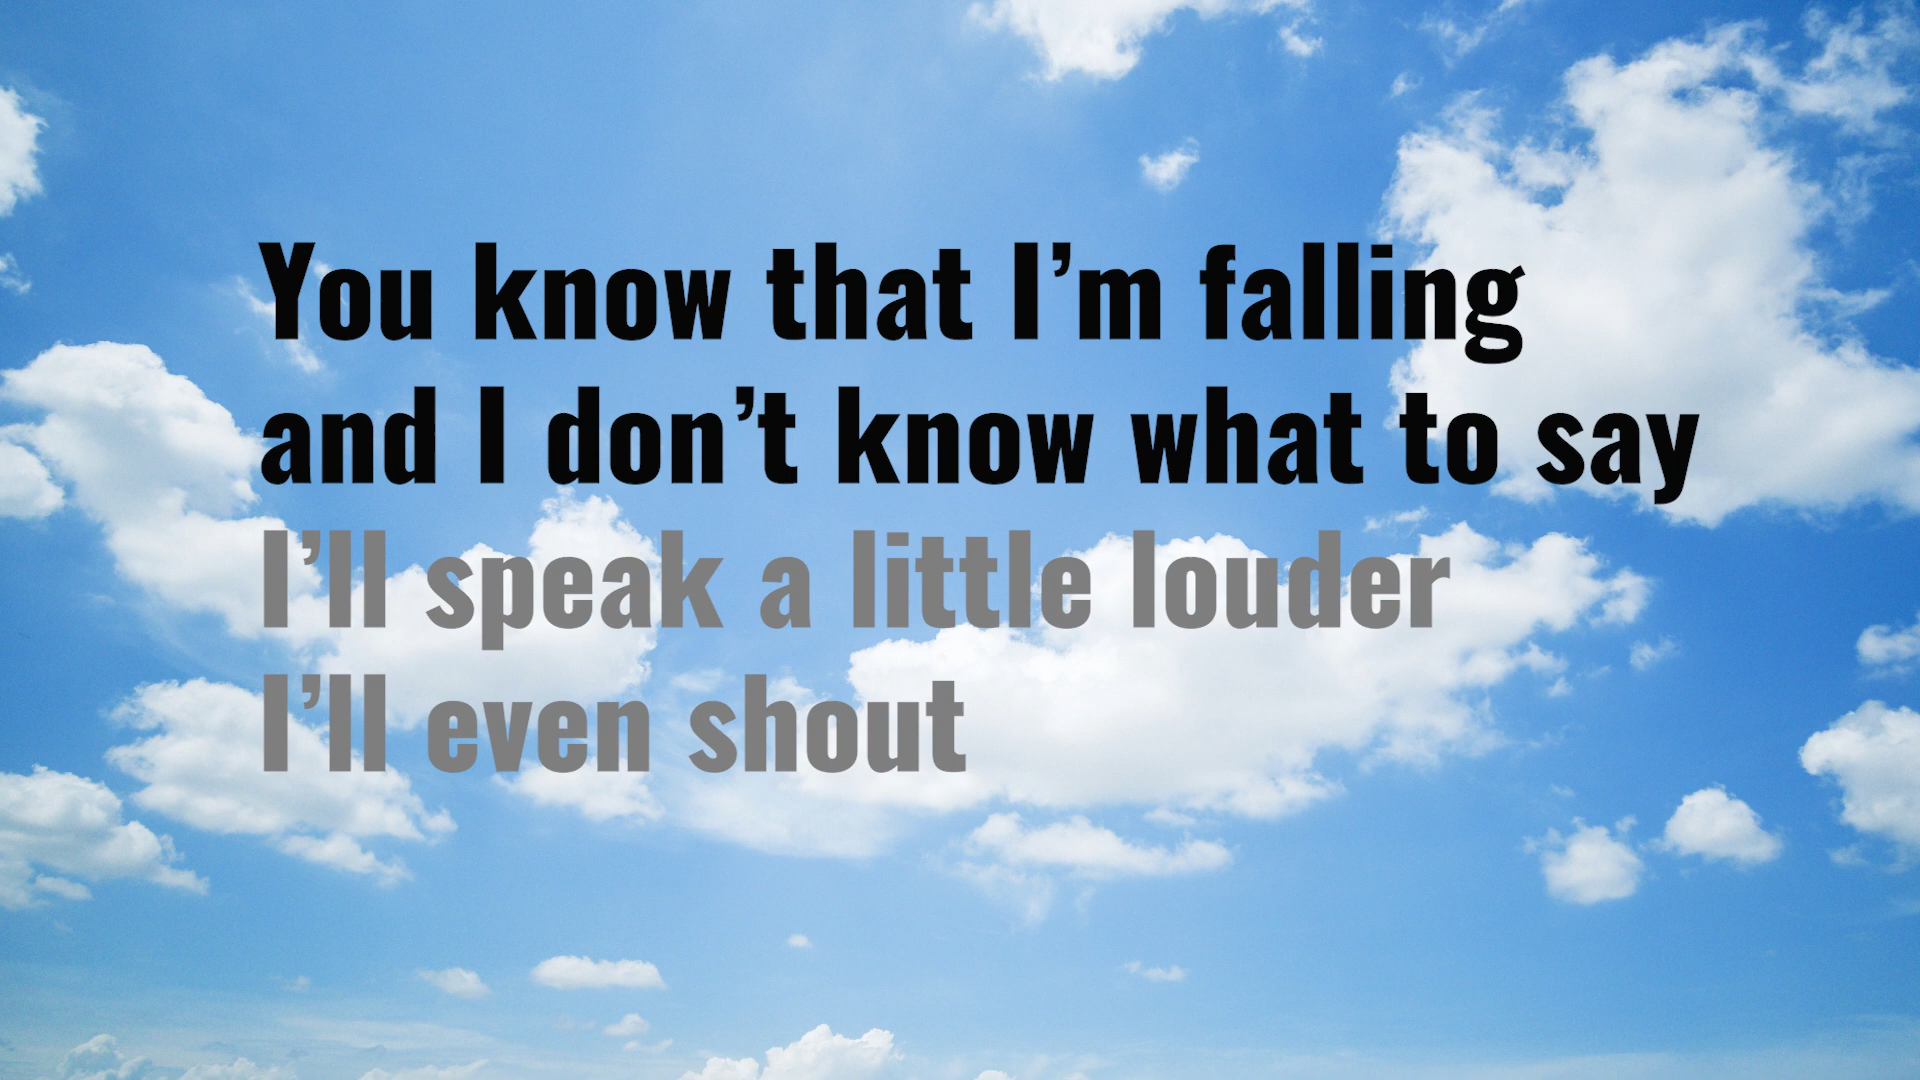 You know that I’m falling
and I don’t know what to say
I’ll speak a little louder
I’ll even shout